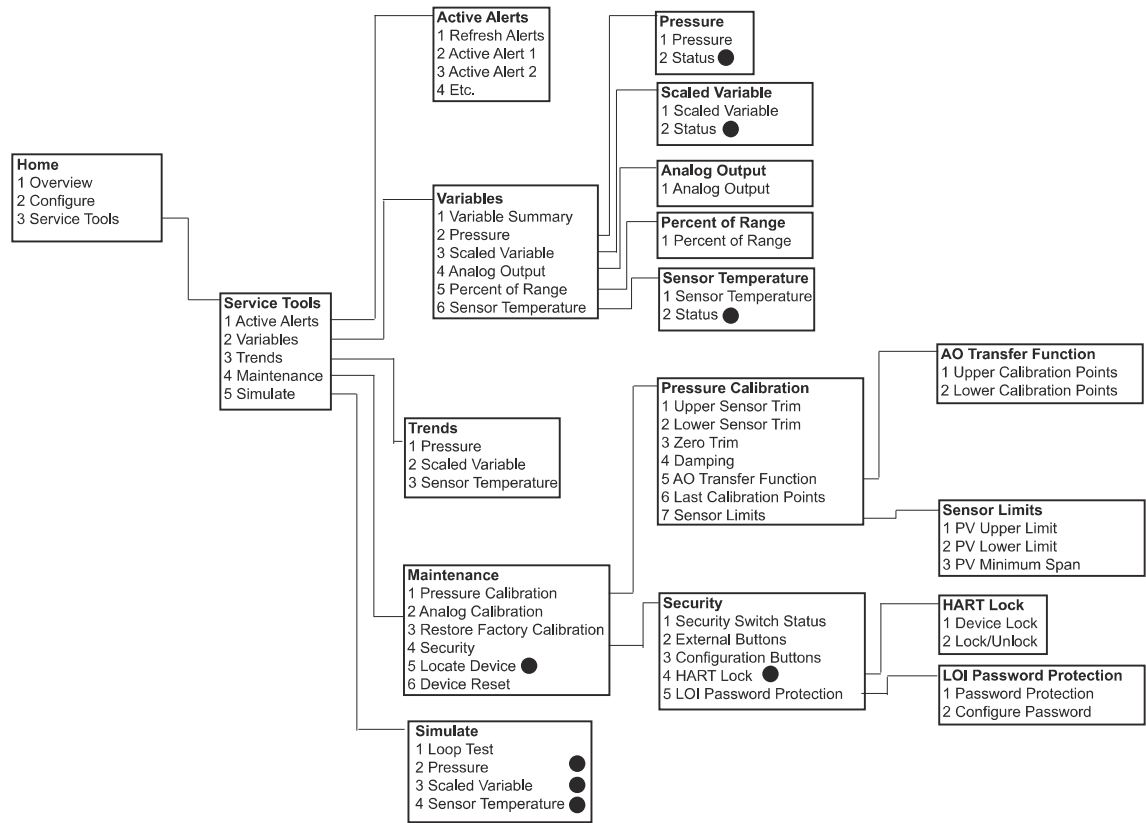 Home
1 Overview
2 Configure
3 Service Tools
Service Tools
1 Active Alerts
2 Variables
3 Trends
4 Maintenance
5 Simulate
Active Alerts
1 Refresh Alerts
2 Active Alert 1
3 Active Alert 2
4 Etc.
Variables
1 Variable Summary
2 Pressure
3 Scaled Variable
4 Analog Output
5 Percent of Range
6 Sensor Temperature
Pressure
1 Pressure
2 Status
Scaled Variable
1 Scaled Variable
2 Status
Analog Output
1 Analog Output
Percent of Range
1 Percent of Range
Sensor Temperature
1 Sensor Temperature
2 Status
Trends
1 Pressure
2 Scaled Variable
3 Sensor Temperature
Maintenance
1 Pressure Calibration
2 Analog Calibration
3 Restore Factory Calibration
4 Security
5 Locate Device
6 Device Reset
Pressure Calibration
1 Upper Sensor Trim
2 Lower Sensor Trim
3 Zero Trim
4 Damping
5 AO Transfer Function
6 Last Calibration Points
7 Sensor Limits
AO Transfer Function
1 Upper Calibration Points
2 Lower Calibration Points
Sensor Limits
1 PV Upper Limit
2 PV Lower Limit
3 PV Minimum Span
Security
1 Security Switch Status
2 External Buttons
3 Configuration Buttons
4 HART Lock
5 LOI Password Protection
HART Lock
1 Device Lock
2 Lock/Unlock
LOI Password Protection
1 Password Protection
2 Configure Password
Simulate
1 Loop Test
2 Pressure
3 Scaled Variable
4 Sensor Temperature